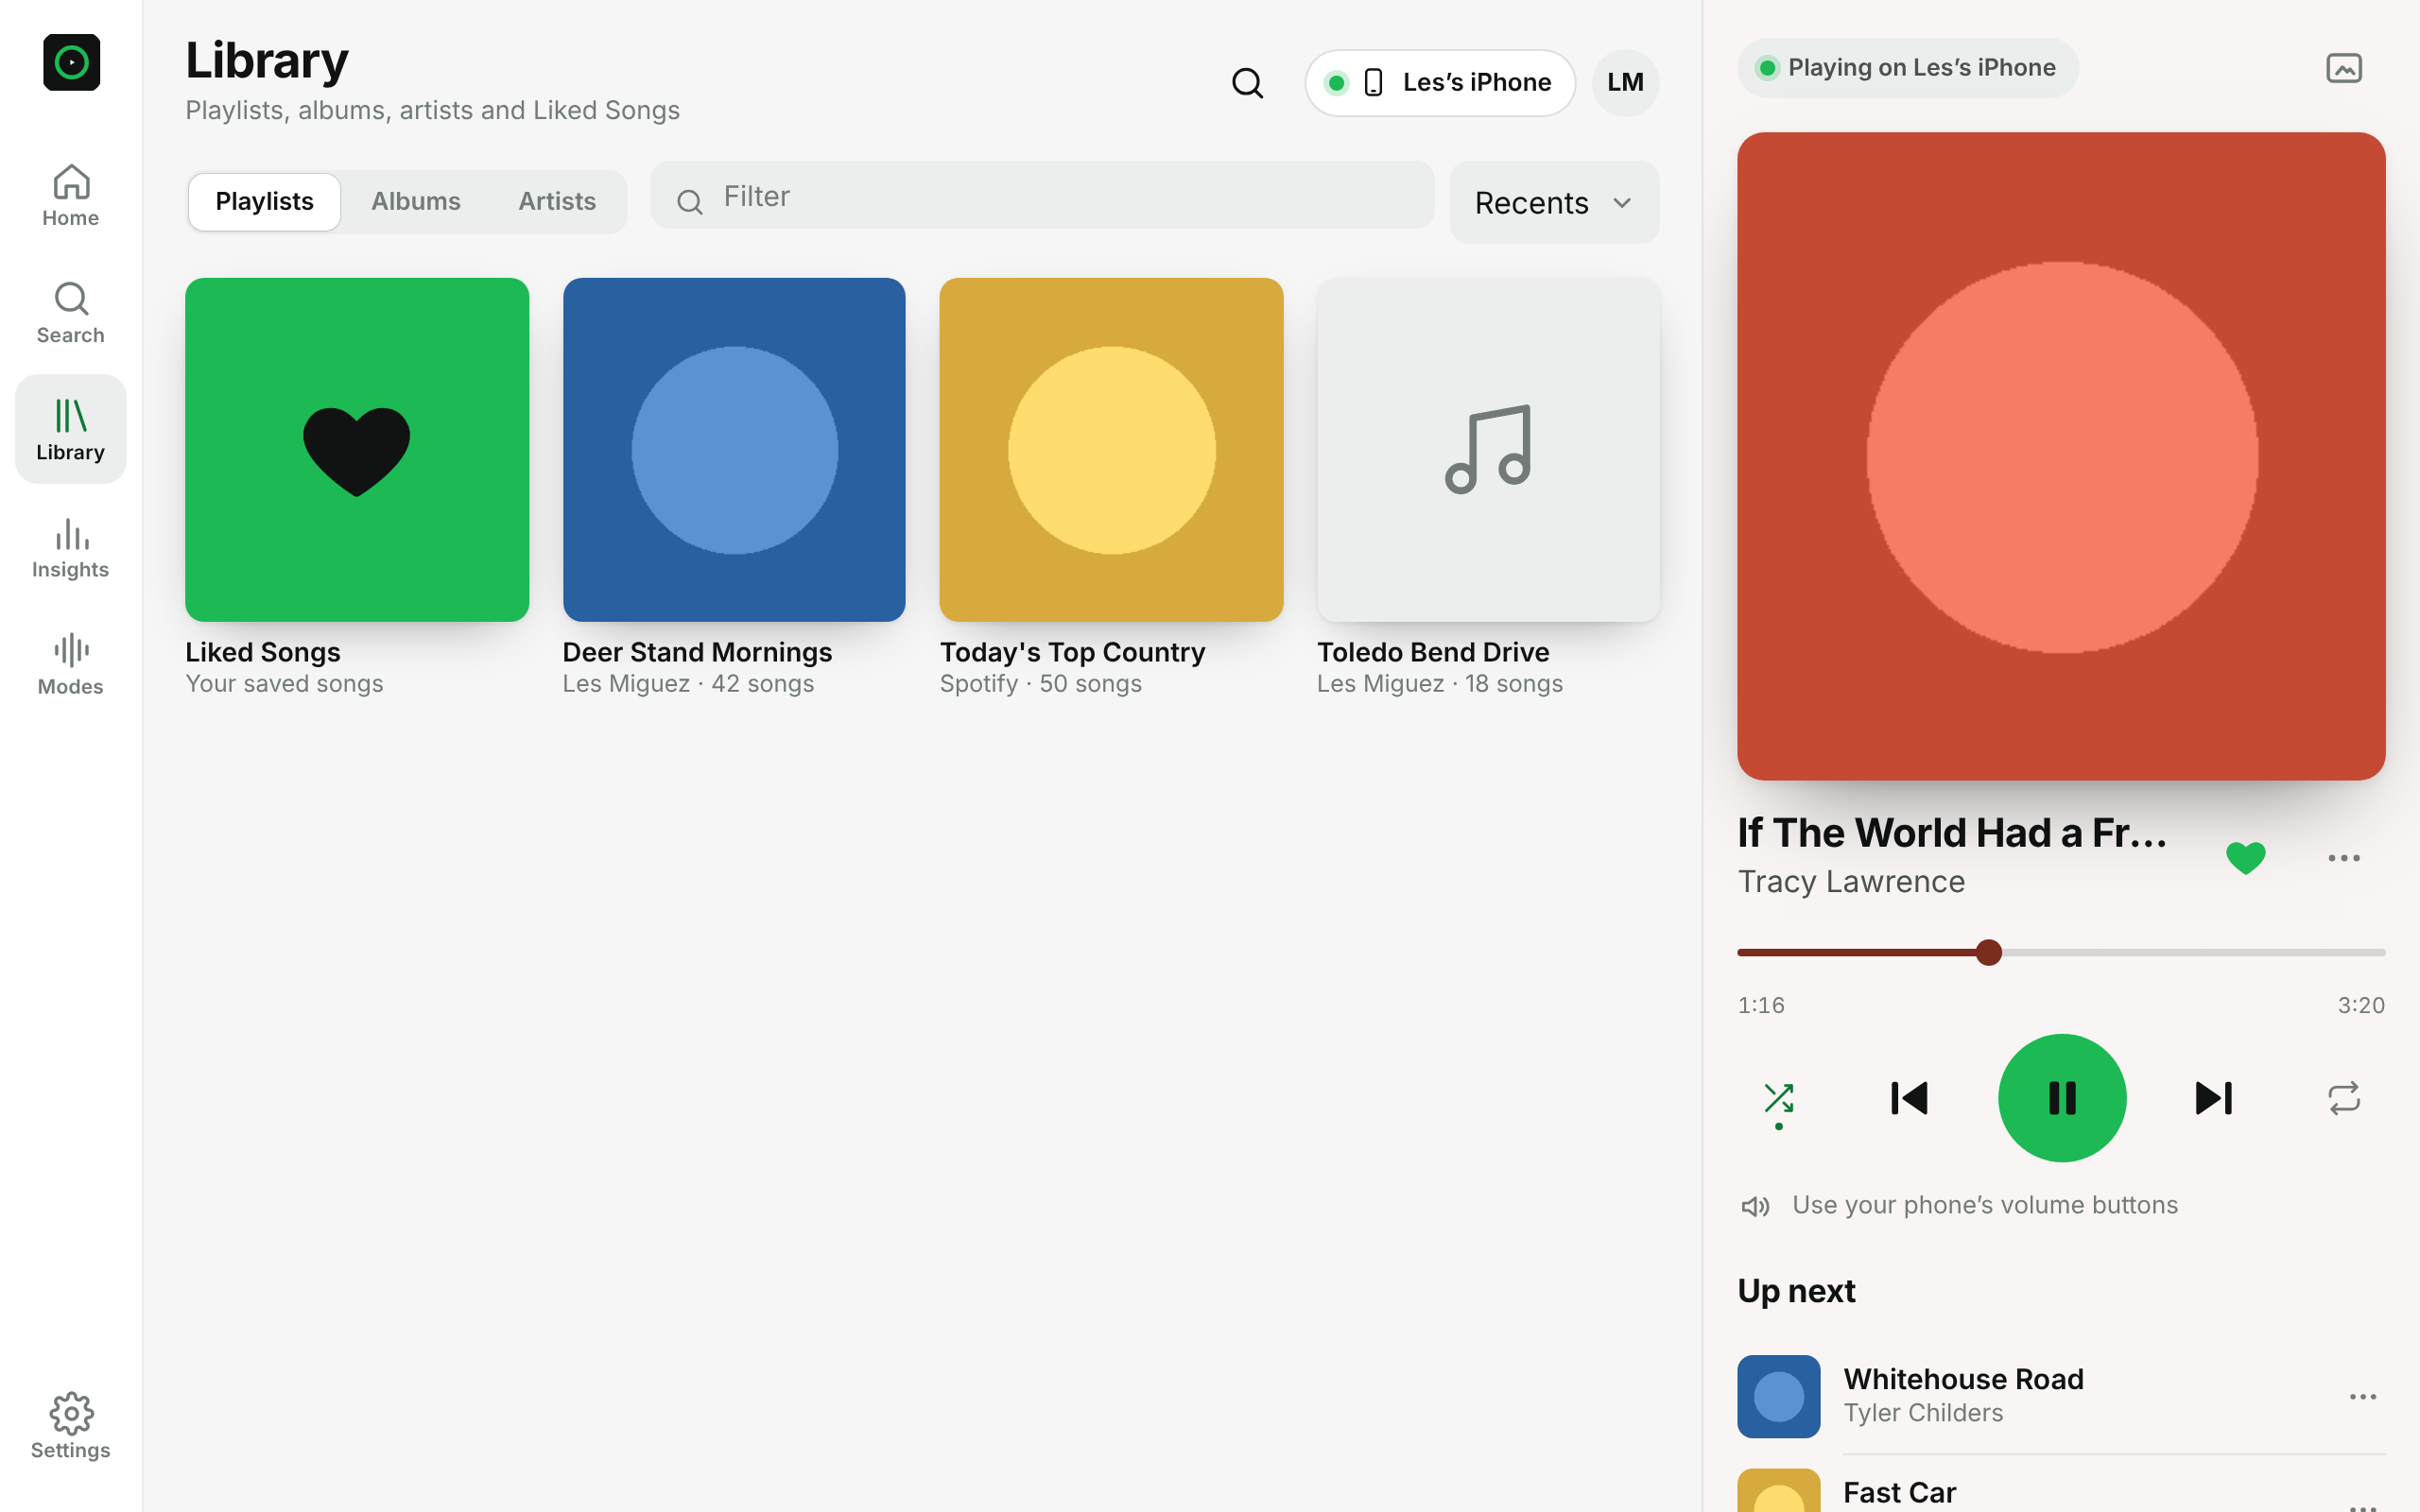 Home
Search
Library
Insights
Modes
Settings
Library
Playlists, albums, artists and Liked Songs
Les’s iPhone
LM
Playlists
Albums
Artists
Filter
Recents
Liked Songs
Your saved songs
Deer Stand Mornings
Les Miguez · 42 songs
Today's Top Country
Spotify · 50 songs
Toledo Bend Drive
Les Miguez · 18 songs
Playing on Les’s iPhone
If The World Had a Fr...
Tracy Lawrence
1:16
3:20
Use your phone’s volume buttons
Up next
Whitehouse Road
Tyler Childers
Fast Car